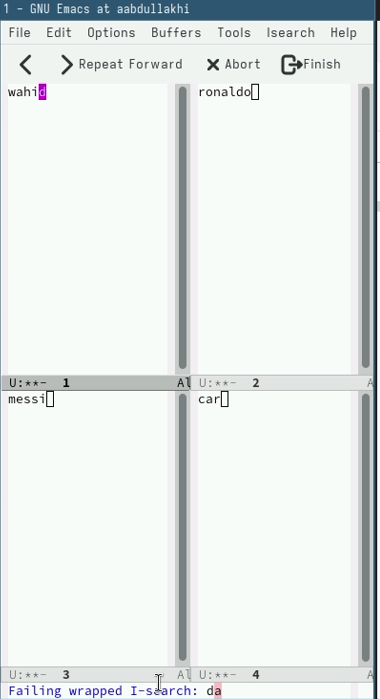 1 - GNU Emacs at aabdullakhi
File Edit Options Buffers Tools Isearch Help
Repeat Forward Abort Finish
wahid
ronaldo
U:**- 1 Al
U:**- 2 A
messi
car
U:**- 3 Al
U:**- 4 A
Failing wrapped I-search: da